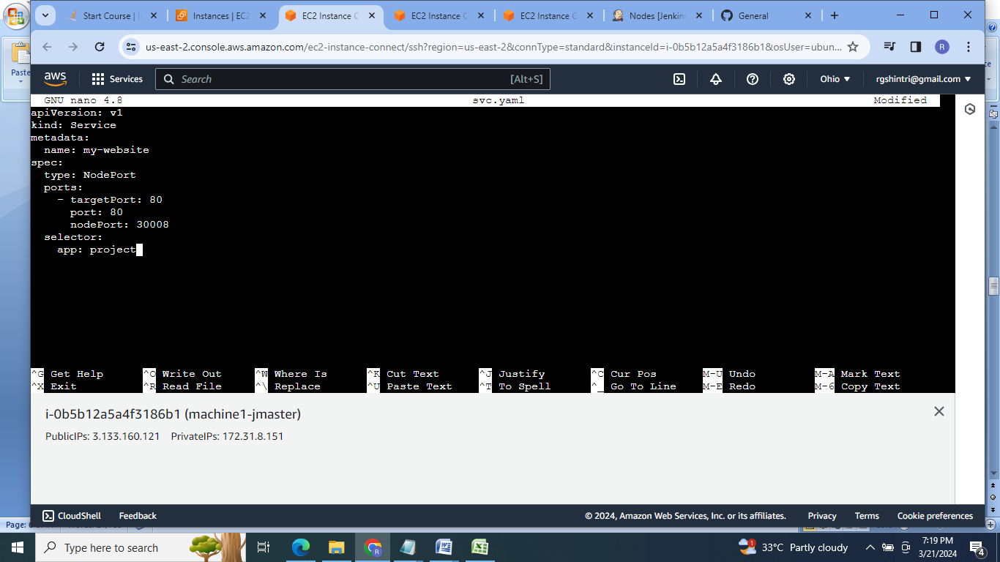 Start Course | I
Instances | EC2
EC2 Instance C
EC2 Instance C
EC2 Instance C
Nodes [Jenkins
General
us-east-2.console.aws.amazon.com/ec2-instance-connect/ssh?region=us-east-2&connType=standard&instanceId=i-0b5b12a5a4f3186b1&osUser=ubun...
R
Paste
aws
Services
Search
[Alt+S]
Ohio
rgshintri@gmail.com
GNU nano 4.8
svc.yaml
Modified
apiVersion: v1
kind: Service
metadata:
  name: my-website
spec:
  type: NodePort
  ports:
    - targetPort: 80
      port: 80
      nodePort: 30008
  selector:
    app: project
^G Get Help ^O Write Out ^W Where Is ^K Cut Text ^J Justify ^C Cur Pos M-U Undo M-A Mark Text
^X Exit ^R Read File ^\ Replace ^U Paste Text ^T To Spell ^_ Go To Line M-E Redo M-6 Copy Text
i-0b5b12a5a4f3186b1 (machine1-jmaster)
PublicIPs: 3.133.160.121 PrivateIPs: 172.31.8.151
CloudShell
Feedback
© 2024, Amazon Web Services, Inc. or its affiliates.
Privacy
Terms
Cookie preferences
Page:
Type here to search
33°C Partly cloudy
7:19 PM
3/21/2024
4